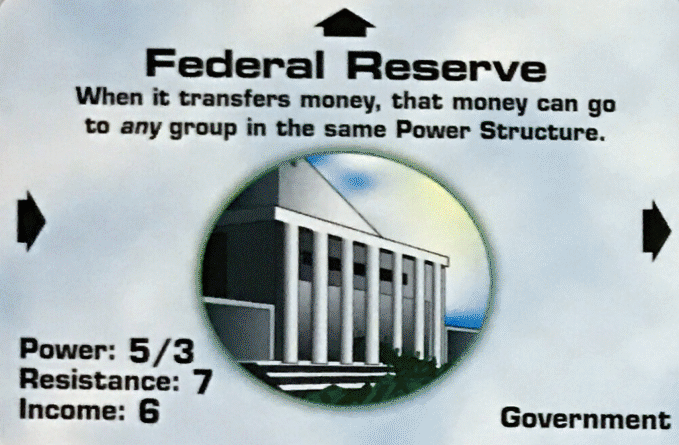 Federal Reserve
When it transfers money, that money can go
to any group in the same Power Structure.
Power: 5/3
Resistance: 7
Income: 6
Government